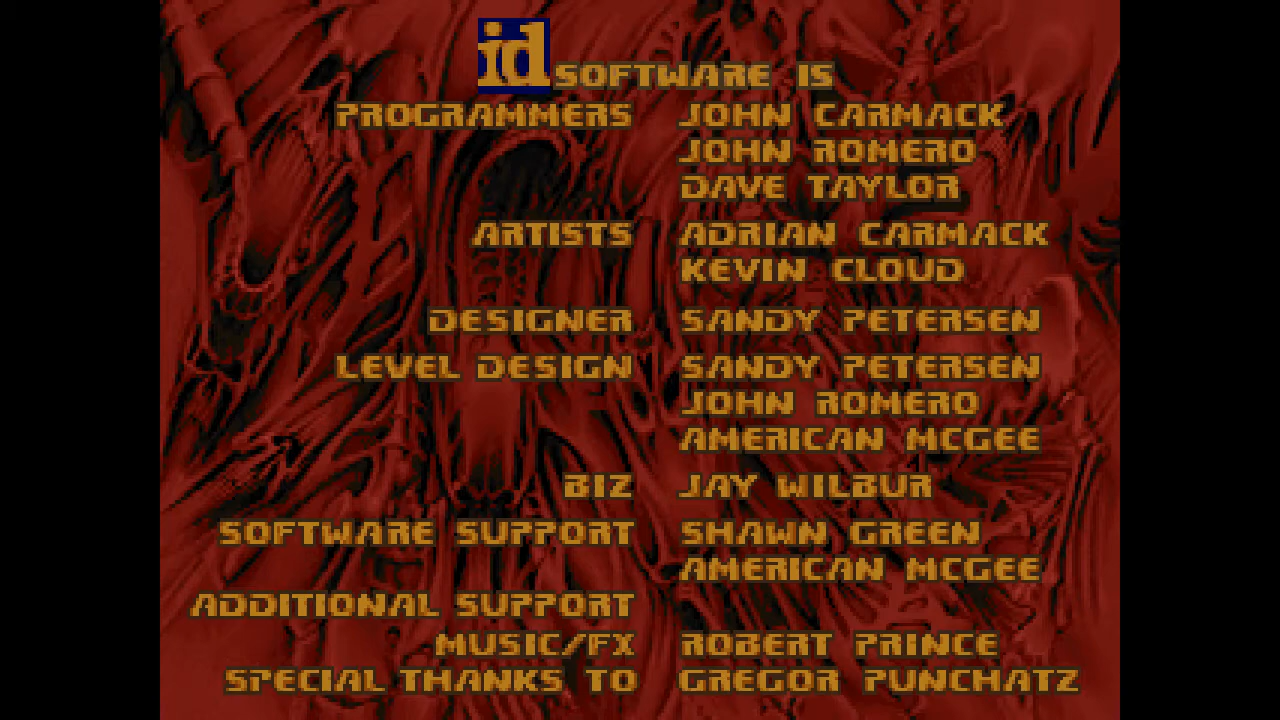 id SOFTWARE IS
PROGRAMMERS JOHN CARMACK
JOHN ROMERO
DAVE TAYLOR
ARTISTS ADRIAN CARMACK
KEVIN CLOUD
DESIGNER SANDY PETERSEN
LEVEL DESIGN SANDY PETERSEN
JOHN ROMERO
AMERICAN MCGEE
BIZ JAY WILBUR
SOFTWARE SUPPORT SHAWN GREEN
AMERICAN MCGEE
ADDITIONAL SUPPORT
MUSIC/FX ROBERT PRINCE
SPECIAL THANKS TO GREGOR PUNCHATZ